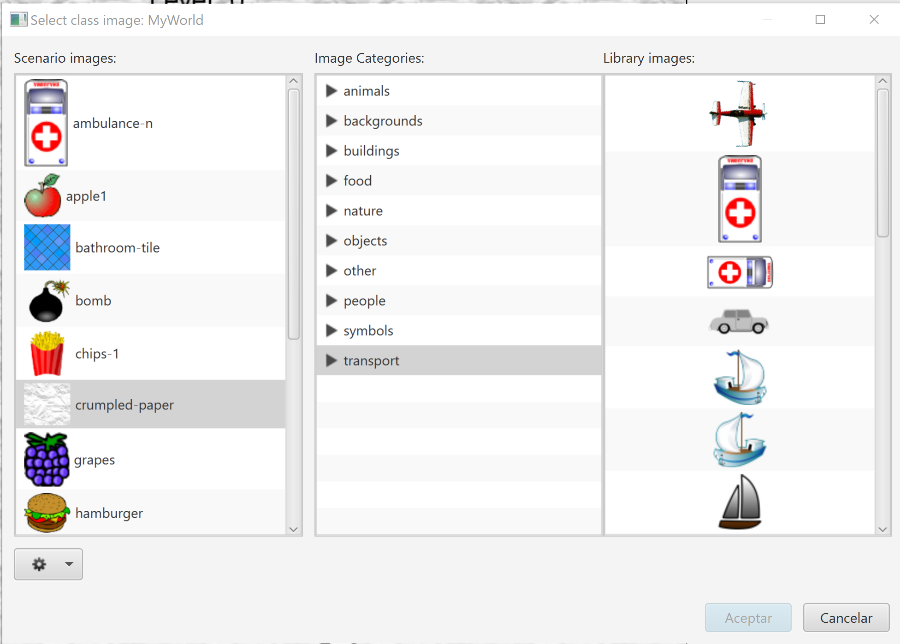 Select class image: MyWorld
Scenario images:
ambulance-n
apple1
bathroom-tile
bomb
chips-1
crumpled-paper
grapes
hamburger
Image Categories:
animals
backgrounds
buildings
food
nature
objects
other
people
symbols
transport
Library images:
Aceptar
Cancelar